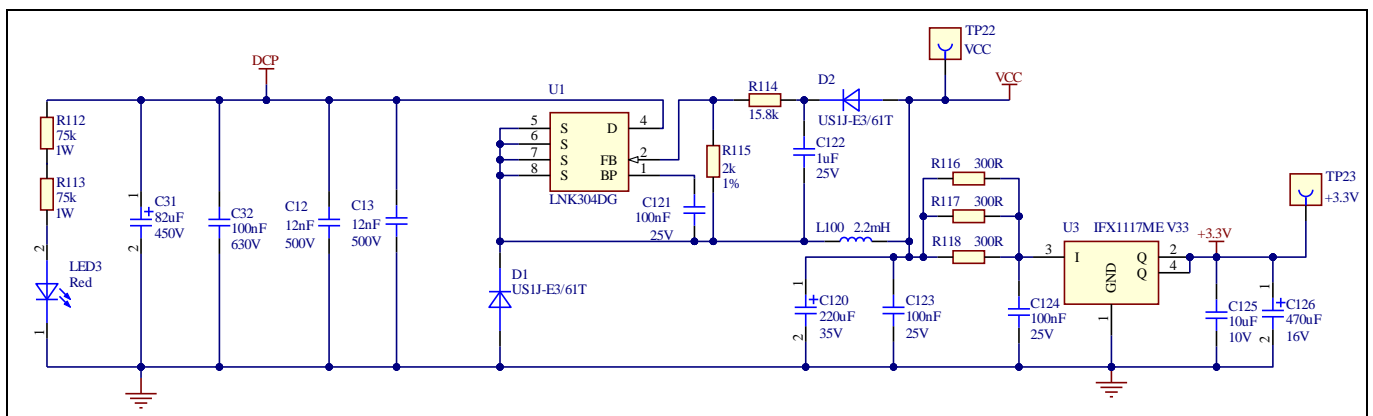 TP22
VCC
DCP
VCC
U1
R114
15.8k
D2
US1J-E3/61T
R112
75k
1W
5 S D 4
6 S
7 S FB 2
8 S BP 1
LNK304DG
R115
2k
1%
C122
1uF
25V
R113
75k
1W
1
C31
82uF
450V
2
C32
100nF
630V
C12
12nF
500V
C13
12nF
500V
C121
100nF
25V
R116 300R
R117 300R
R118 300R
TP23
+3.3V
L100 2.2mH
U3 IFX1117ME V33
+3.3V
3 I Q 2
Q 4
GND
1
2
LED3
Red
1
D1
US1J-E3/61T
1
C120
220uF
35V
2
C123
100nF
25V
C124
100nF
25V
C125
10uF
10V
1
C126
470uF
16V
2